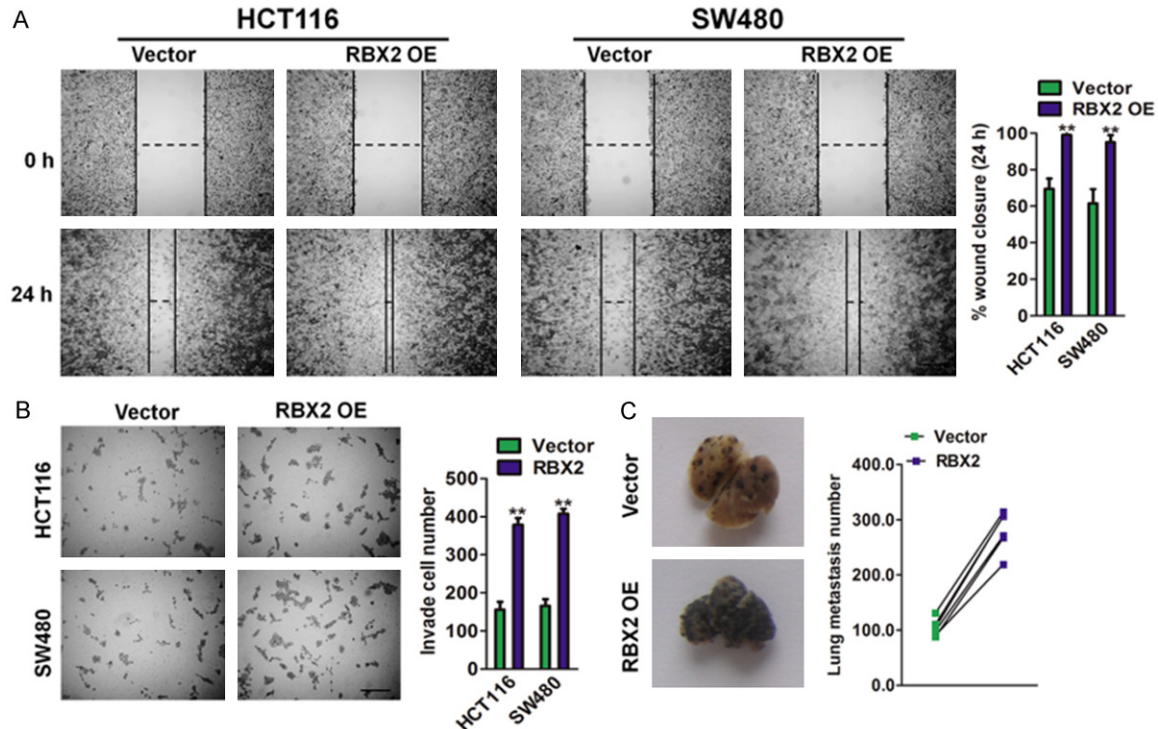 A
HCT116
SW480
Vector
RBX2 OE
Vector
RBX2 OE
0 h
24 h
Vector
RBX2 OE
% wound closure (24 h)
100
80
60
40
20
0
**
**
HCT116
SW480
B
Vector
RBX2 OE
HCT116
SW480
Vector
RBX2
Invade cell number
500
400
300
200
100
0
**
**
HCT116
SW480
C
Vector
RBX2 OE
Vector
RBX2
Lung metastasis number
400.0
300.0
200.0
100.0
0.0